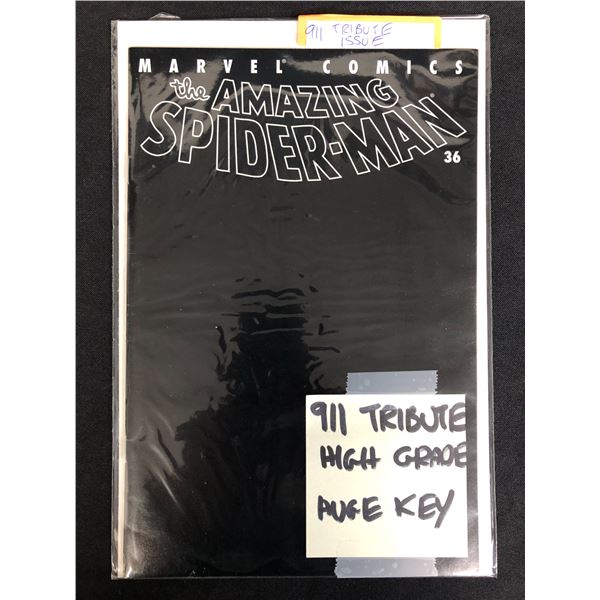 911 TRIBUTE
ISSUE
MARVEL COMICS
the AMAZING
SPIDER-MAN
36
911 TRIBUTE
HIGH GRADE
HUGE KEY